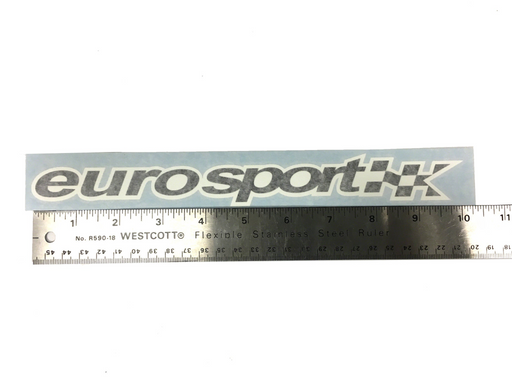 eurosport
1 2 3 4 5 6 7 8 9 10 11
No. R590-18 WESTCOTT® Flexible Stainless Steel Ruler